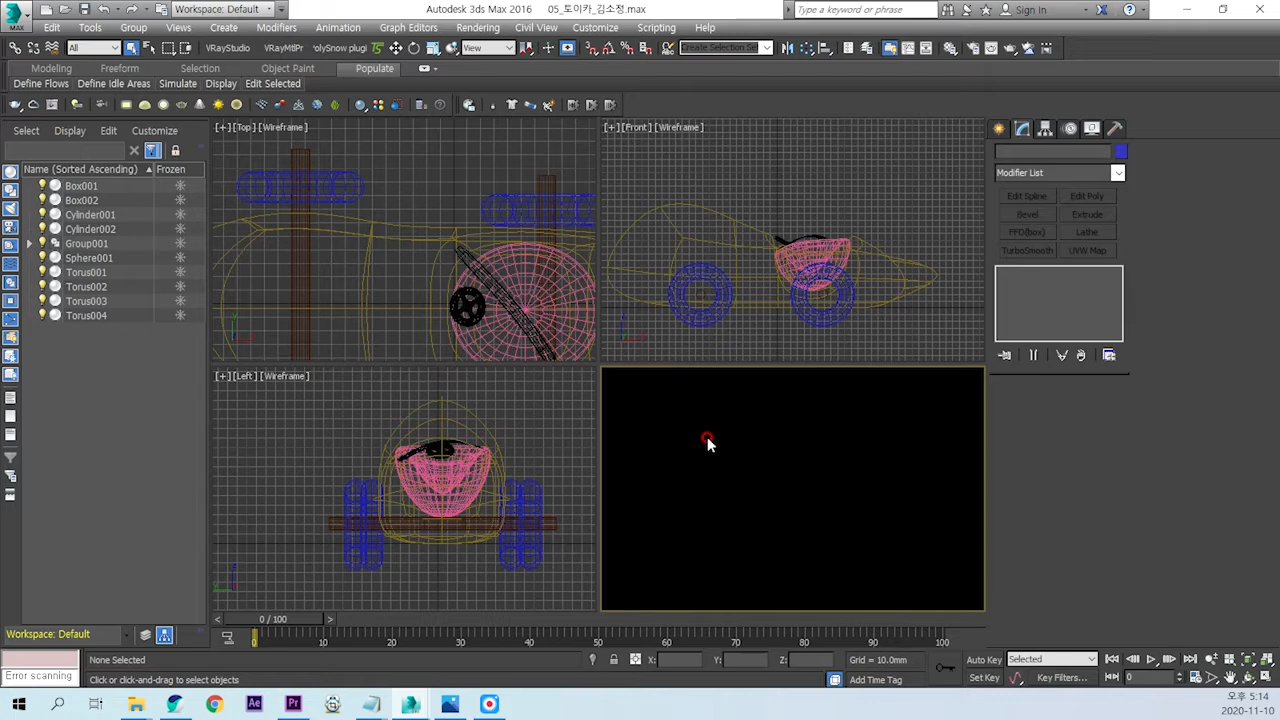 Workspace: Default
Autodesk 3ds Max 2016    05_토이카_김소정.max
Type a keyword or phrase
Sign In
MAX
Edit Tools Group Views Create Modifiers Animation Graph Editors Rendering Civil View Customize Scripting Help
All
VRayStudio VRayMtlPr PolySnow plugi
View
Create Selection Se
Modeling Freeform Selection Object Paint Populate
Define Flows Define Idle Areas Simulate Display Edit Selected
Select Display Edit Customize
[+][Top][Wireframe]
[+][Front][Wireframe]
Name (Sorted Ascending) Frozen
Modifier List
Box001
Box002
Cylinder001
Cylinder002
Group001
Sphere001
Torus001
Torus002
Torus003
Torus004
Edit Spline Edit Poly
Bevel Extrude
FFD(box) Lathe
TurboSmooth UVW Map
[+][Left][Wireframe]
0 / 100
Workspace: Default
0 10 20 30 40 50 60 70 80 90 100
None Selected
X: Y: Z: Grid = 10.0mm
Auto Key Selected
Error scanning
Click or click-and-drag to select objects
Add Time Tag
Set Key Key Filters... 0
오후 5:14
2020-11-10